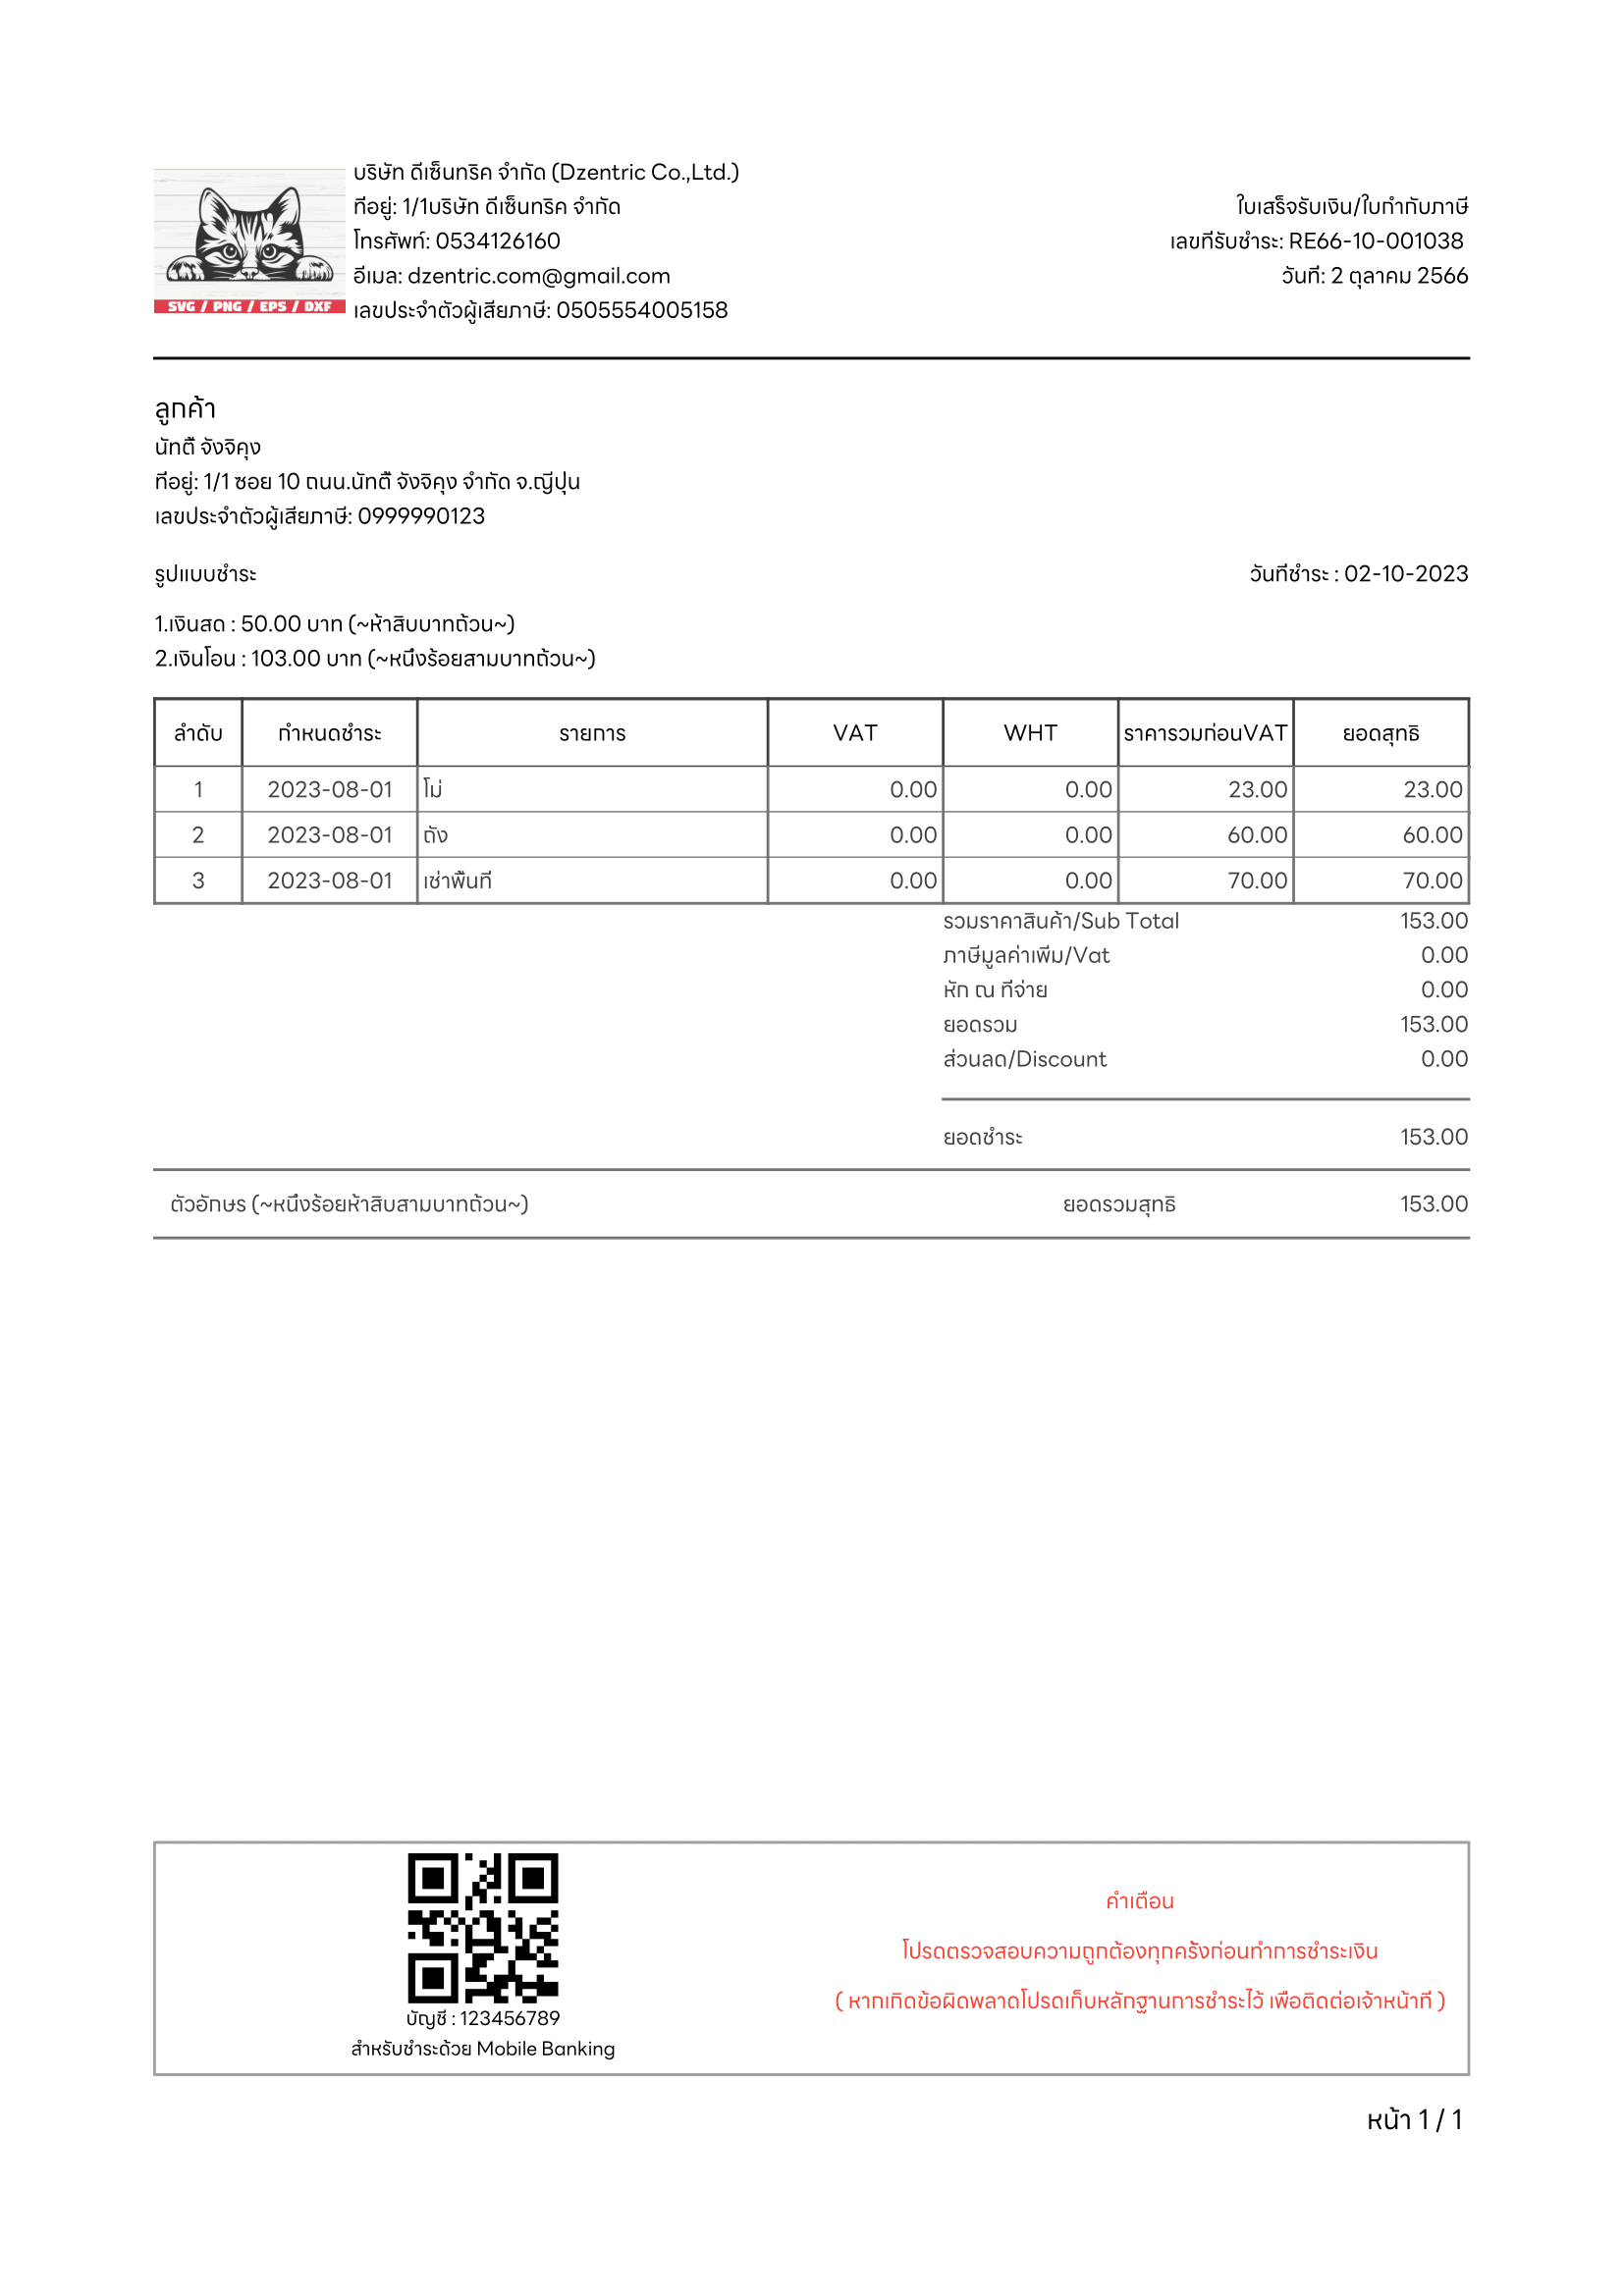 บริษัท ดีเซ็นทริค จำกัด (Dzentric Co.,Ltd.)
ที่อยู่: 1/1บริษัท ดีเซ็นทริค จำกัด
ใบเสร็จรับเงิน/ใบกำกับภาษี
โทรศัพท์: 0534126160
เลขที่รับชำระ: RE66-10-001038
อีเมล: dzentric.com@gmail.com
วันที่: 2 ตุลาคม 2566
เลขประจำตัวผู้เสียภาษี: 0505554005158
SVG / PNG / EPS / DXF
ลูกค้า
นัทตี้ จังจิคุง
ที่อยู่: 1/1 ซอย 10 ถนน.นัทตี้ จังจิคุง จำกัด จ.ญี่ปุ่น
เลขประจำตัวผู้เสียภาษี: 0999990123
รูปแบบชำระ วันที่ชำระ : 02-10-2023
1.เงินสด : 50.00 บาท (~ห้าสิบบาทถ้วน~)
2.เงินโอน : 103.00 บาท (~หนึ่งร้อยสามบาทถ้วน~)
ลำดับ กำหนดชำระ รายการ VAT WHT ราคารวมก่อนVAT ยอดสุทธิ
1 2023-08-01 โม่ 0.00 0.00 23.00 23.00
2 2023-08-01 ถัง 0.00 0.00 60.00 60.00
3 2023-08-01 เช่าพื้นที่ 0.00 0.00 70.00 70.00
รวมราคาสินค้า/Sub Total 153.00
ภาษีมูลค่าเพิ่ม/Vat 0.00
หัก ณ ที่จ่าย 0.00
ยอดรวม 153.00
ส่วนลด/Discount 0.00
ยอดชำระ 153.00
ตัวอักษร (~หนึ่งร้อยห้าสิบสามบาทถ้วน~) ยอดรวมสุทธิ 153.00
คำเตือน
โปรดตรวจสอบความถูกต้องทุกครั้งก่อนทำการชำระเงิน
( หากเกิดข้อผิดพลาดโปรดเก็บหลักฐานการชำระไว้ เพื่อติดต่อเจ้าหน้าที่ )
บัญชี : 123456789
สำหรับชำระด้วย Mobile Banking
หน้า 1 / 1